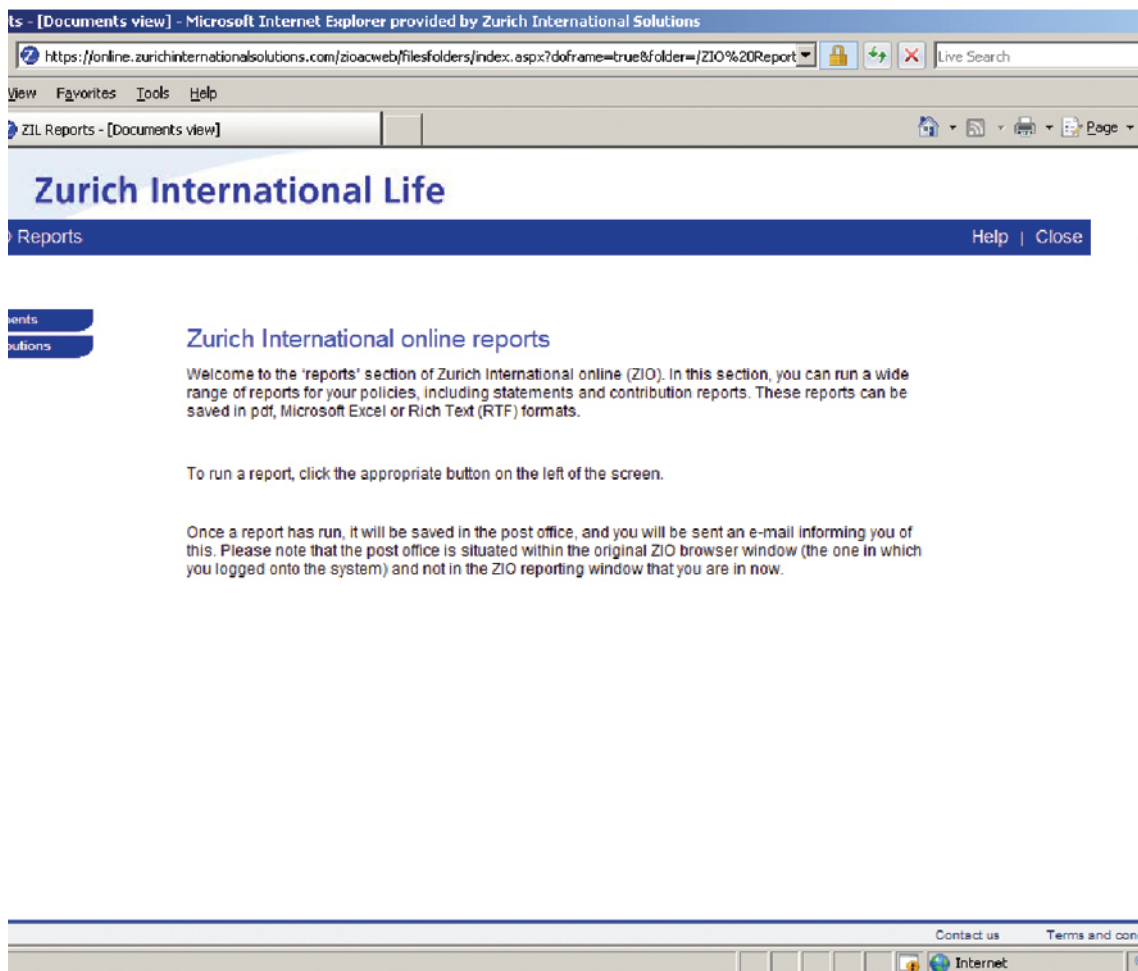 ts - [Documents view] - Microsoft Internet Explorer provided by Zurich International Solutions
https://online.zurichinternationalsolutions.com/zioacweb/filesfolders/index.aspx?doframe=true&folder=/ZIO%20Report
Live Search
View Favorites Tools Help
ZIL Reports - [Documents view]
Page
Zurich International Life
Reports
Help | Close
ents
butions
Zurich International online reports
Welcome to the 'reports' section of Zurich International online (ZIO). In this section, you can run a wide
range of reports for your policies, including statements and contribution reports. These reports can be
saved in pdf, Microsoft Excel or Rich Text (RTF) formats.
To run a report, click the appropriate button on the left of the screen.
Once a report has run, it will be saved in the post office, and you will be sent an e-mail informing you of
this. Please note that the post office is situated within the original ZIO browser window (the one in which
you logged onto the system) and not in the ZIO reporting window that you are in now.
Contact us
Terms and con
Internet